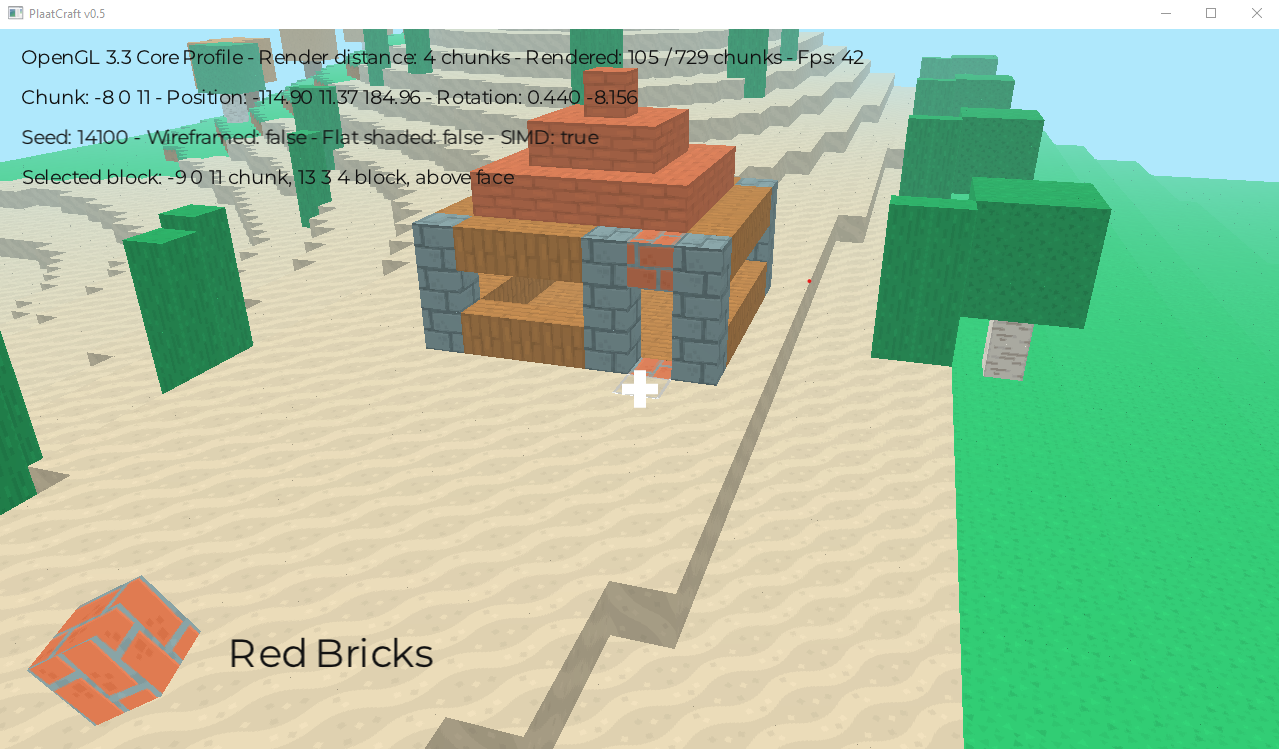 PlaatCraft v0.5
OpenGL 3.3 Core Profile - Render distance: 4 chunks - Rendered: 105 / 729 chunks - Fps: 42
Chunk: -8 0 11 - Position: -114.90 11.37 184.96 - Rotation: 0.440 -8.156
Seed: 14100 - Wireframed: false - Flat shaded: false - SIMD: true
Selected block: -9 0 11 chunk, 13 3 4 block, above face
Red Bricks